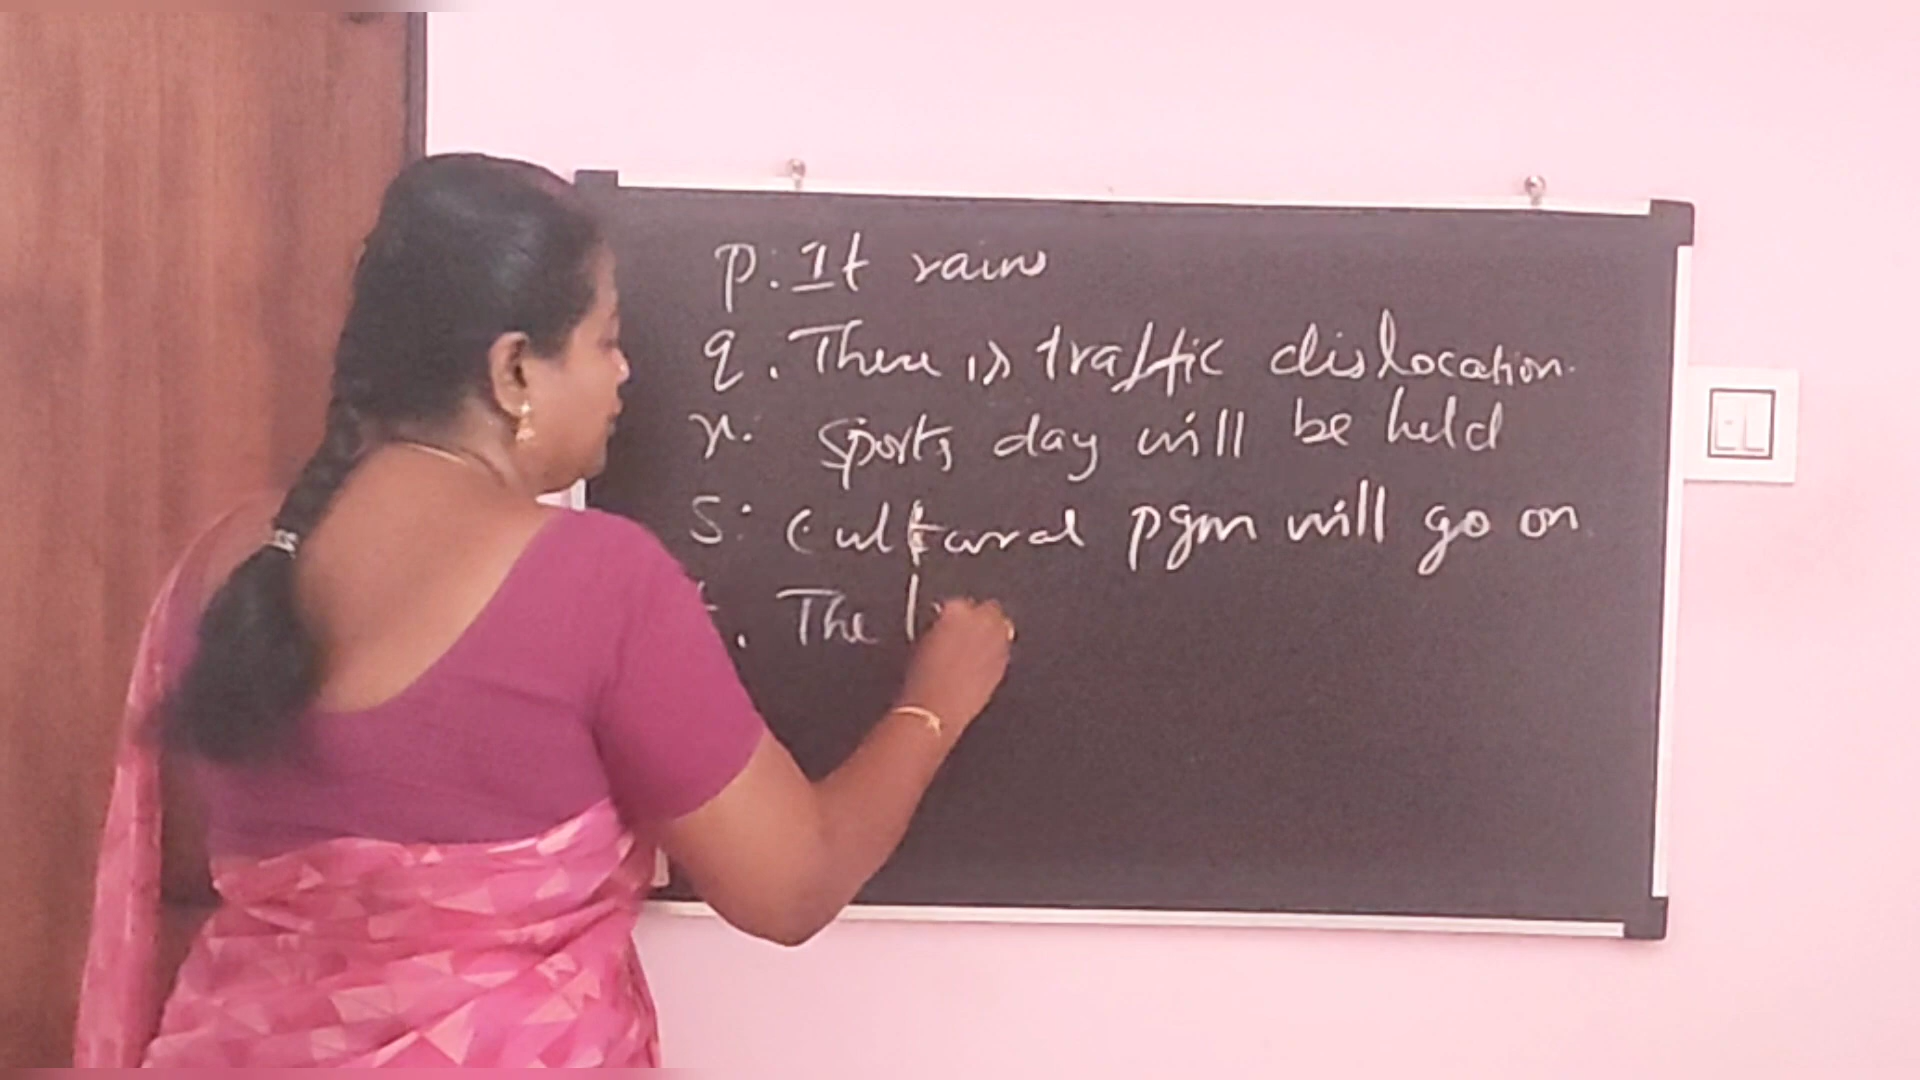 p: It rains
q. There is traffic dislocation.
r. Sports day will be held
s: Cultural pgm will go on
t. The